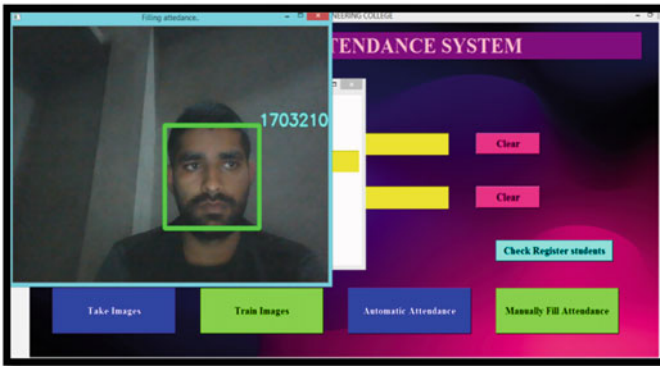 Filling attedance..
NEERING COLLEGE
TENDANCE SYSTEM
1703210
Clear
Clear
Check Register students
Take Images
Train Images
Automatic Attendance
Manually Fill Attendance